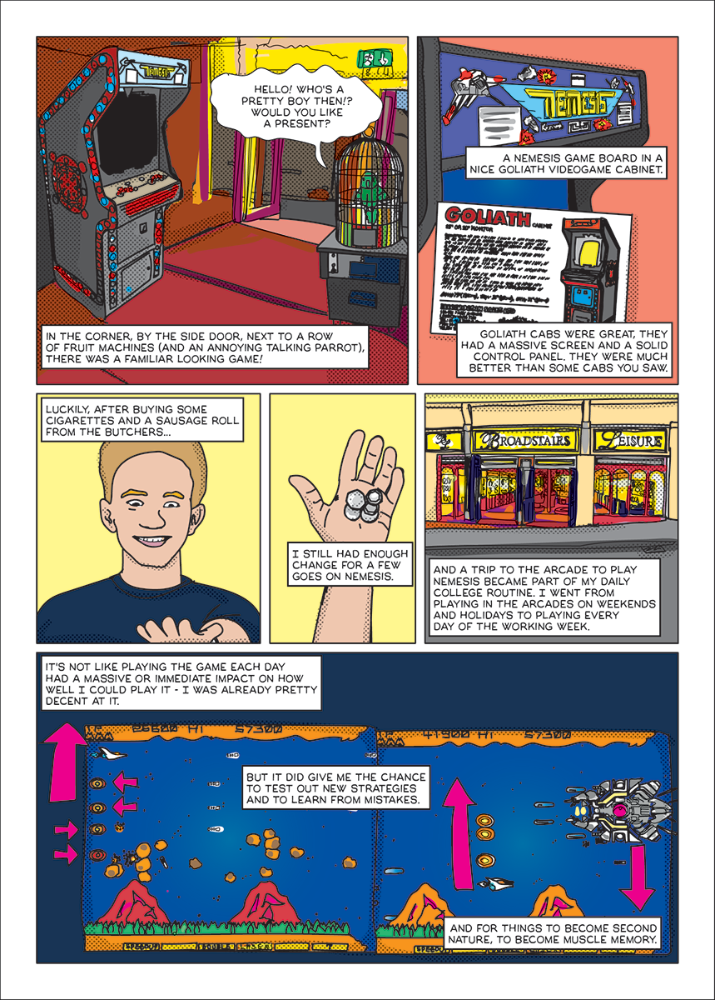 NEMESIS
HELLO! WHO'S A
PRETTY BOY THEN!?
WOULD YOU LIKE
A PRESENT?
IN THE CORNER, BY THE SIDE DOOR, NEXT TO A ROW
OF FRUIT MACHINES (AND AN ANNOYING TALKING PARROT),
THERE WAS A FAMILIAR LOOKING GAME!
NEMESIS
A NEMESIS GAME BOARD IN A
NICE GOLIATH VIDEOGAME CABINET.
GOLIATH CABINET
GOLIATH CABS WERE GREAT, THEY
HAD A MASSIVE SCREEN AND A SOLID
CONTROL PANEL. THEY WERE MUCH
BETTER THAN SOME CABS YOU SAW.
LUCKILY, AFTER BUYING SOME
CIGARETTES AND A SAUSAGE ROLL
FROM THE BUTCHERS...
I STILL HAD ENOUGH
CHANGE FOR A FEW
GOES ON NEMESIS.
BROADSTAIRS LEISURE
AND A TRIP TO THE ARCADE TO PLAY
NEMESIS BECAME PART OF MY DAILY
COLLEGE ROUTINE. I WENT FROM
PLAYING IN THE ARCADES ON WEEKENDS
AND HOLIDAYS TO PLAYING EVERY
DAY OF THE WORKING WEEK.
IT'S NOT LIKE PLAYING THE GAME EACH DAY
HAD A MASSIVE OR IMMEDIATE IMPACT ON HOW
WELL I COULD PLAY IT - I WAS ALREADY PRETTY
DECENT AT IT.
26600 HI 57300
41900 HI 57300
BUT IT DID GIVE ME THE CHANCE
TO TEST OUT NEW STRATEGIES
AND TO LEARN FROM MISTAKES.
AND FOR THINGS TO BECOME SECOND
NATURE, TO BECOME MUSCLE MEMORY.
SPEEDUP DOUBLE LASER